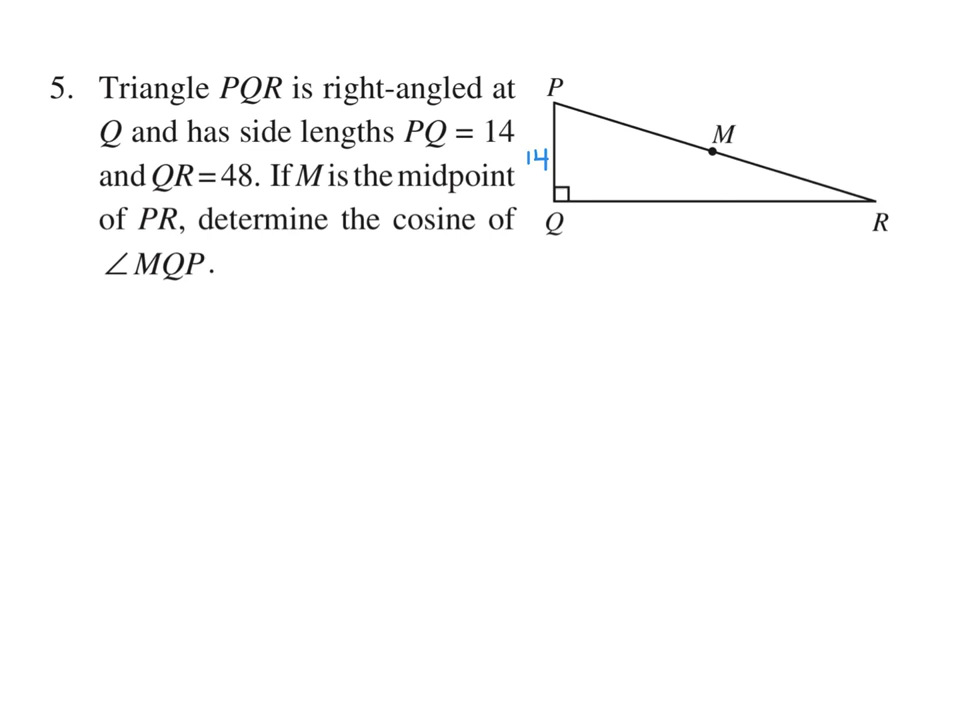 5. Triangle PQR is right-angled at
Q and has side lengths PQ = 14
and QR = 48. If M is the midpoint
of PR, determine the cosine of
∠MQP.
P
M
14
Q
R